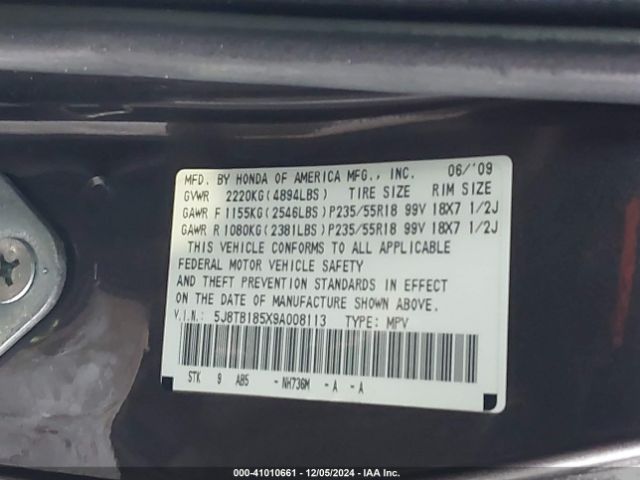 MFD. BY HONDA OF AMERICA MFG., INC. 06/'09
GVWR 2220KG(4894LBS) TIRE SIZE RIM SIZE
GAWR F 1155KG(2546LBS)P235/55R18 99V 18X7 1/2J
GAWR R 1080KG(2381LBS)P235/55R18 99V 18X7 1/2J
THIS VEHICLE CONFORMS TO ALL APPLICABLE
FEDERAL MOTOR VEHICLE SAFETY
AND THEFT PREVENTION STANDARDS IN EFFECT
ON THE DATE OF MANUFACTURE SHOWN ABOVE.
V.I.N.: 5J8TB185X9A008113 TYPE: MPV
STK 9 AB5 -NH736M -A -A
000-41010661 - 12/05/2024 - IAA Inc.